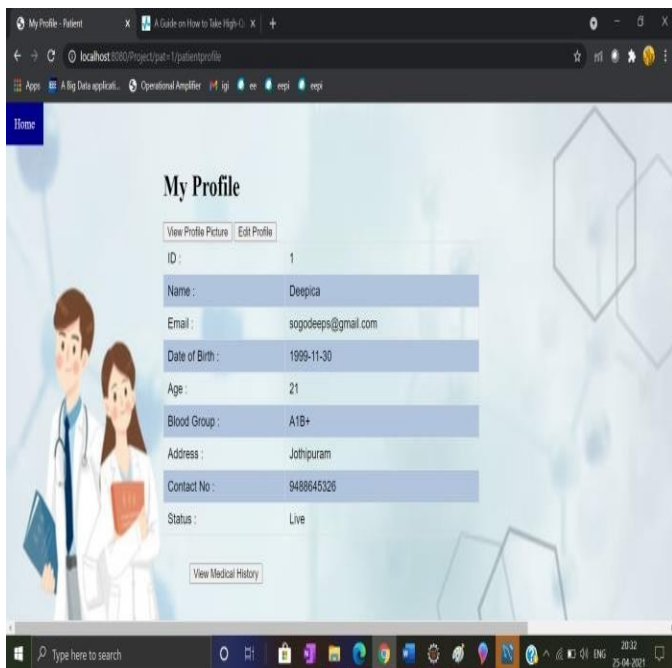 My Profile - Patient X A Guide on How to Take High- X +
localhost:8080/Project/pat=1/patientprofile
Apps A Big Data applicati... Operational Amplifier igi ee eepi eepi
Home
My Profile
View Profile Picture Edit Profile
ID : 1
Name : Deepica
Email : sogodeeps@gmail.com
Date of Birth : 1999-11-30
Age : 21
Blood Group : A1B+
Address : Jothipuram
Contact No : 9488645326
Status : Live
View Medical History
Type here to search ENG 20:32
25-04-2021